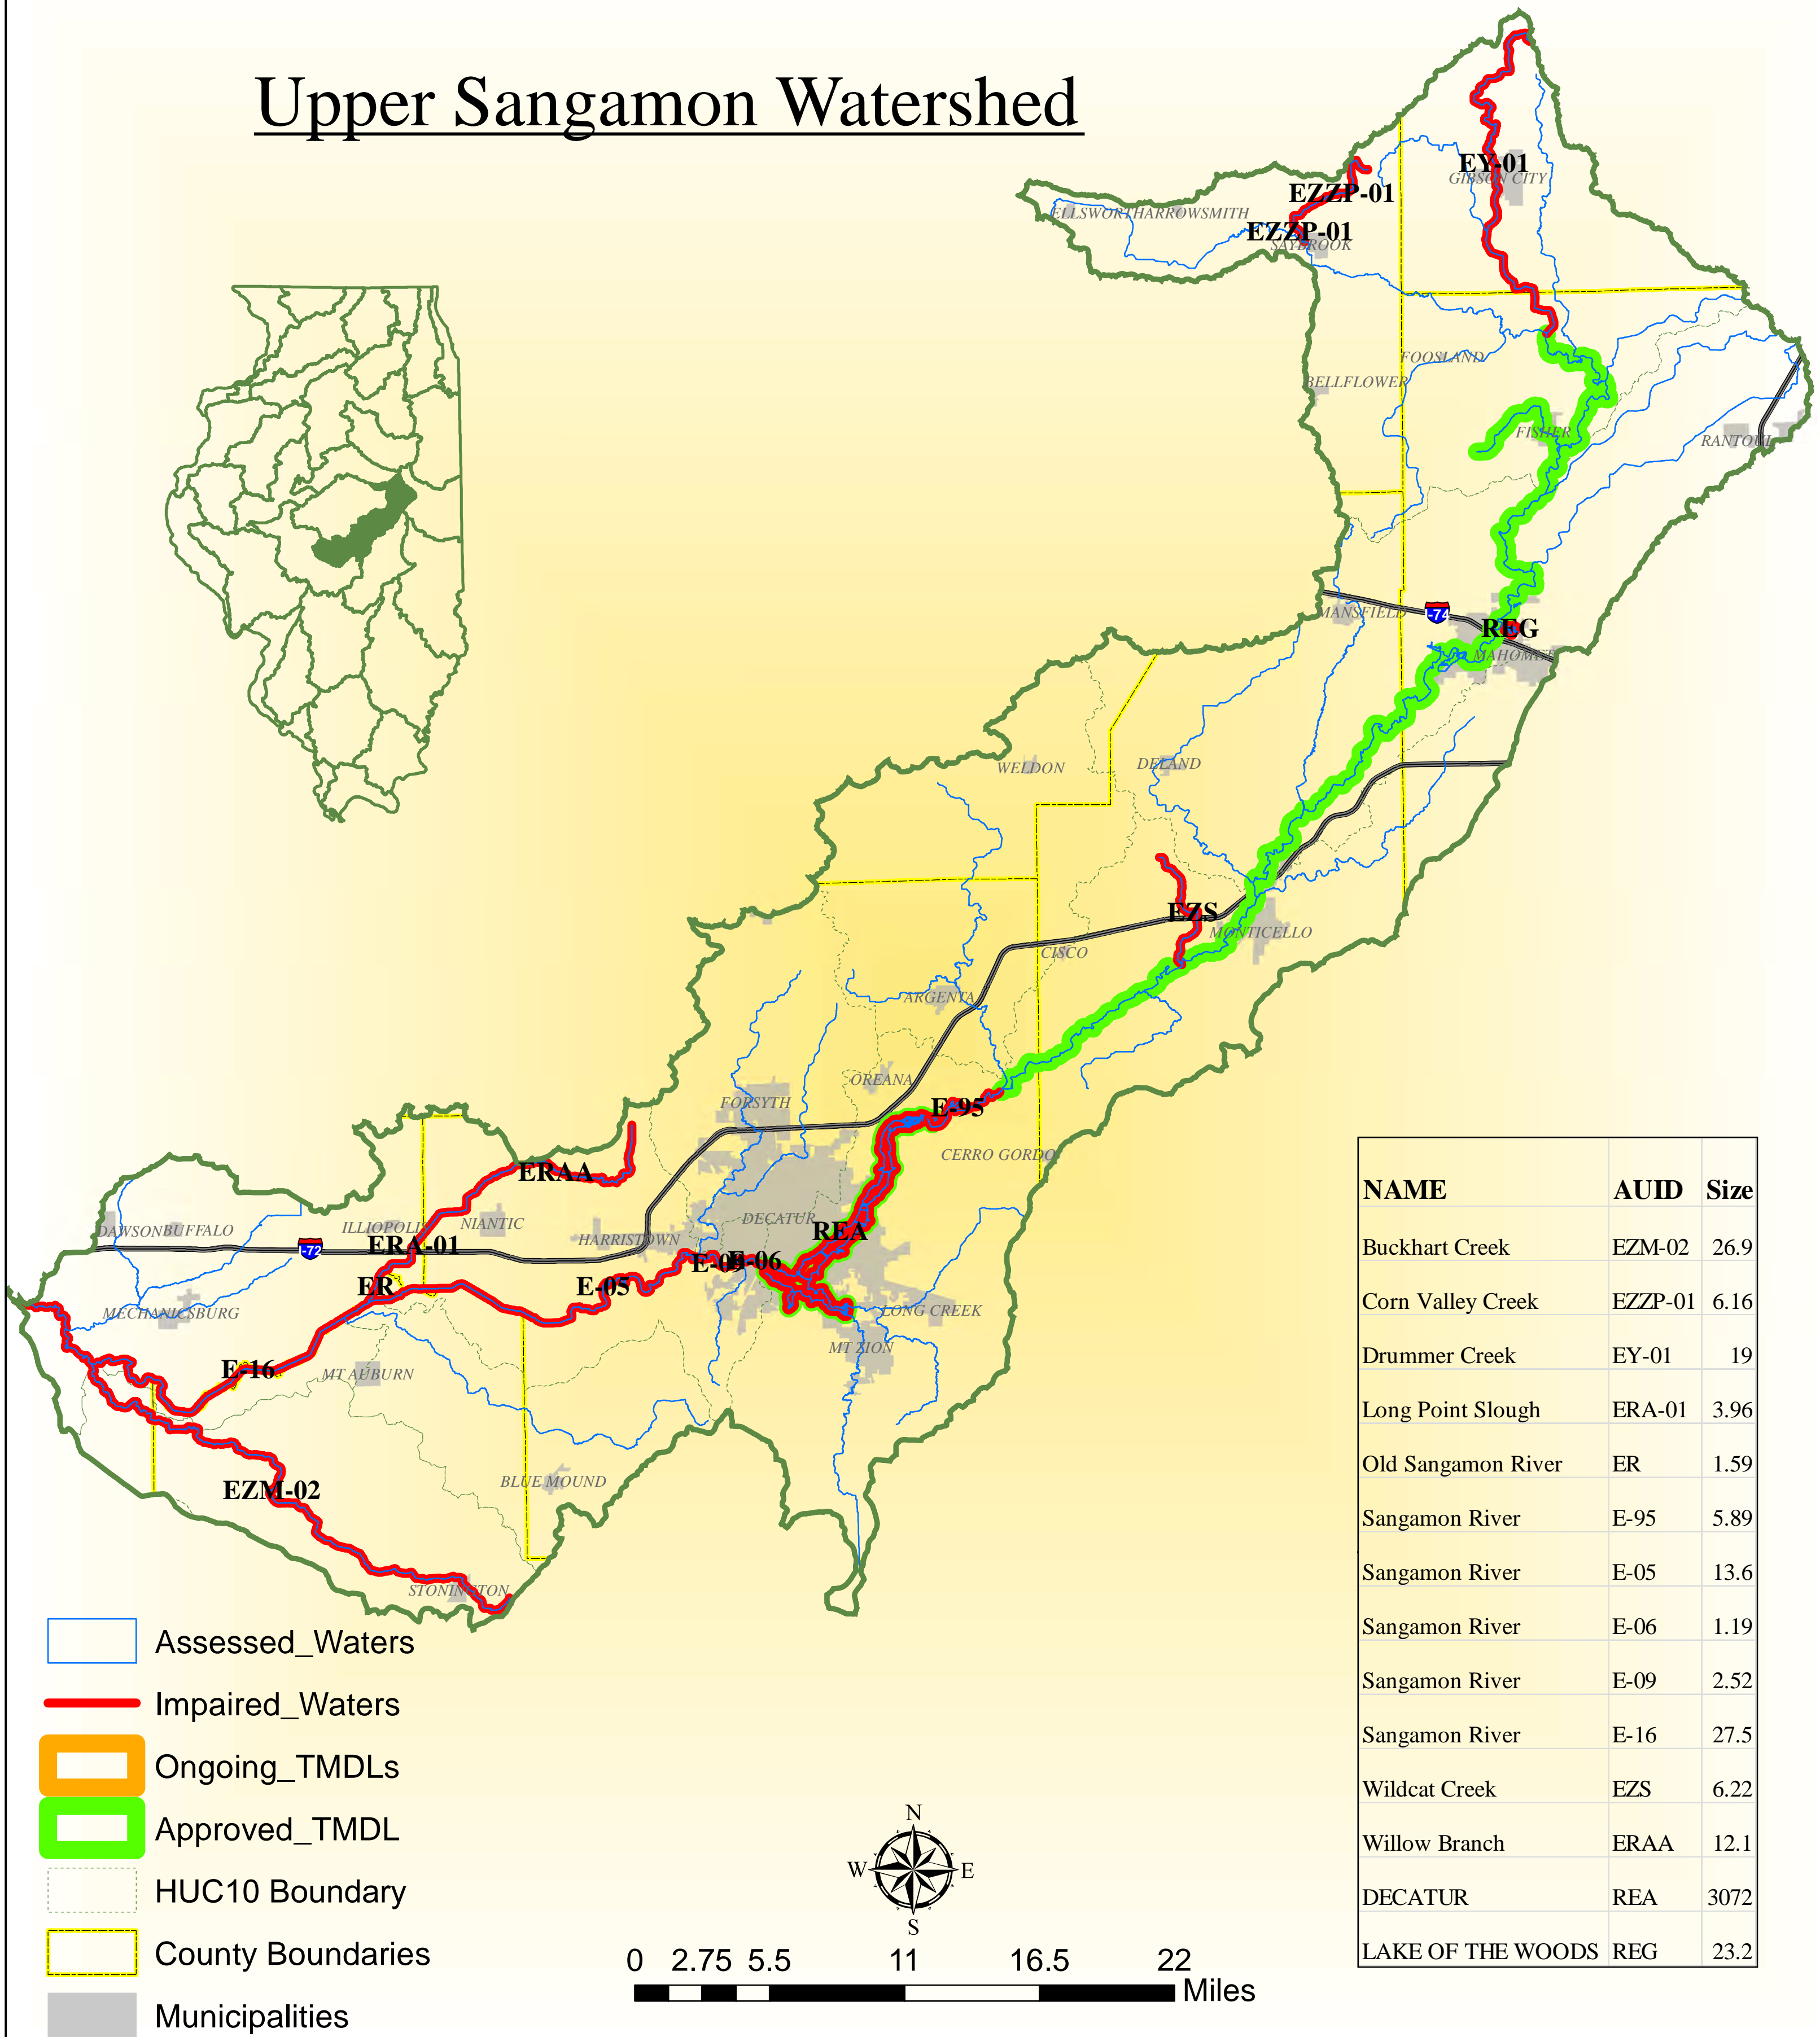 Upper Sangamon Watershed
EY-01
GIBSON CITY
EZZP-01
ELLSWORTH
ARROWSMITH
EZZP-01
SAYBROOK
FOOSLAND
BELLFLOWER
FISHER
RANTOUL
MANSFIELD
I-74
REG
MAHOMET
WELDON
DELAND
EZS
MONTICELLO
CISCO
ARGENTA
OREANA
FORSYTH
E-95
CERRO GORDO
ERAA
DAWSON
BUFFALO
ILLIOPOLIS
NIANTIC
HARRISTOWN
DECATUR
REA
I-72
ERA-01
E-09
E-06
ER
E-05
MECHANICSBURG
LONG CREEK
MT ZION
E-16
MT AUBURN
BLUE MOUND
EZM-02
STONINGTON
NAME AUID Size
Buckhart Creek EZM-02 26.9
Corn Valley Creek EZZP-01 6.16
Drummer Creek EY-01 19
Long Point Slough ERA-01 3.96
Old Sangamon River ER 1.59
Sangamon River E-95 5.89
Sangamon River E-05 13.6
Sangamon River E-06 1.19
Sangamon River E-09 2.52
Sangamon River E-16 27.5
Wildcat Creek EZS 6.22
Willow Branch ERAA 12.1
DECATUR REA 3072
LAKE OF THE WOODS REG 23.2
Assessed_Waters
Impaired_Waters
Ongoing_TMDLs
Approved_TMDL
HUC10 Boundary
County Boundaries
Municipalities
N
W E
S
0 2.75 5.5 11 16.5 22
Miles